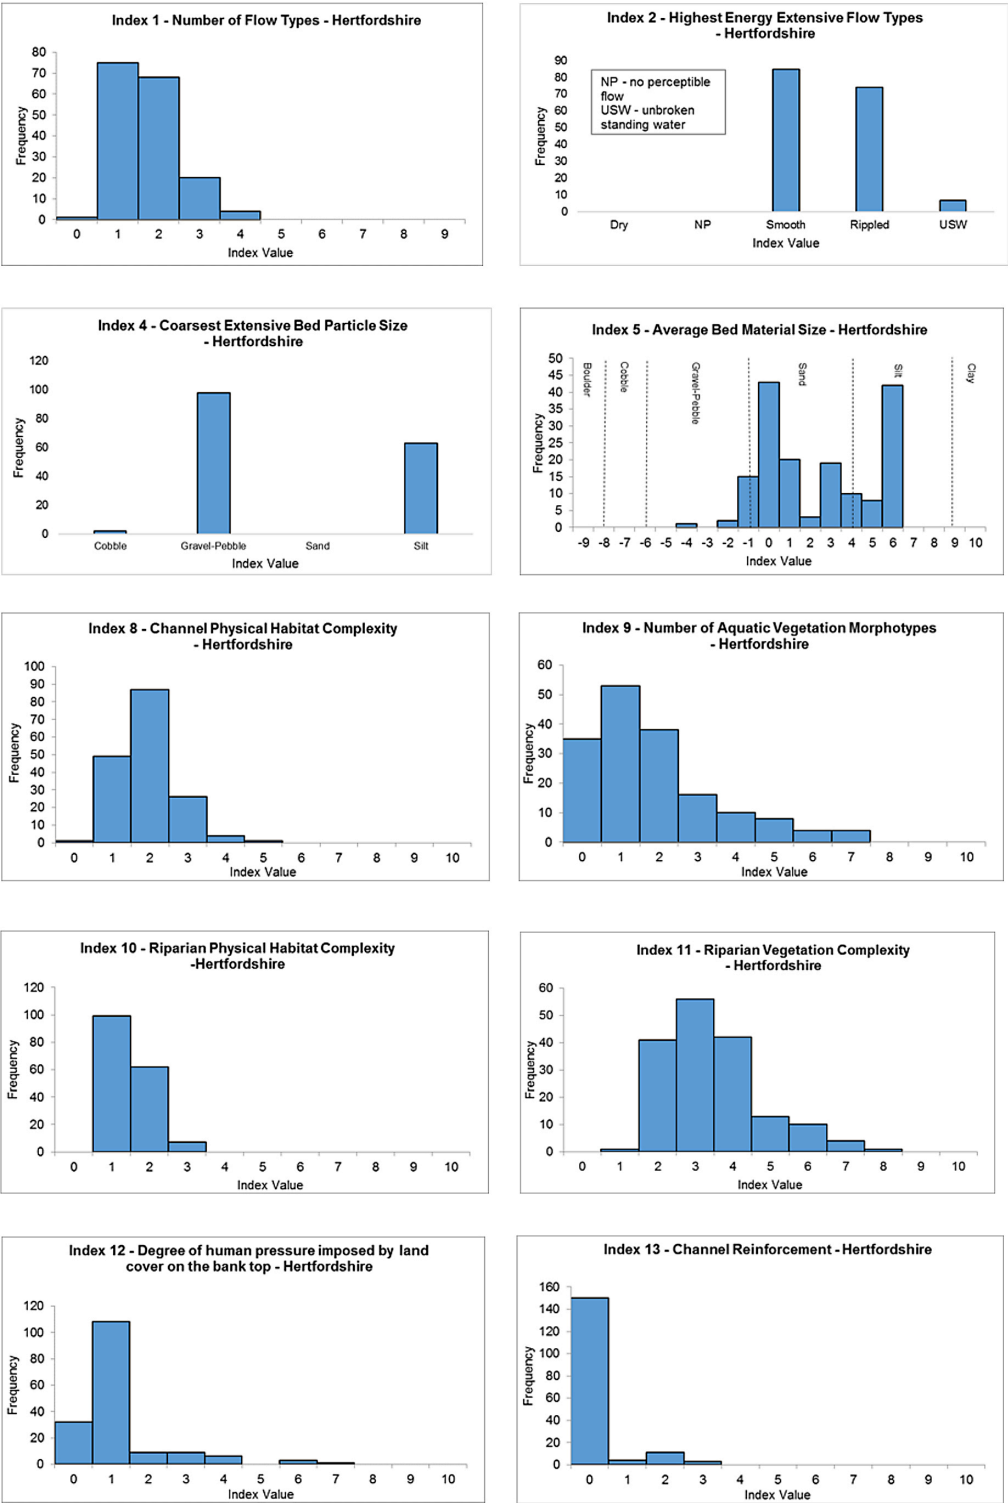 Index 1 - Number of Flow Types - Hertfordshire
80
70
60
50
40
30
20
10
0
Frequency
0 1 2 3 4 5 6 7 8 9
Index Value
Index 2 - Highest Energy Extensive Flow Types
- Hertfordshire
90
80
70
60
50
40
30
20
10
0
Frequency
NP - no perceptible
flow
USW - unbroken
standing water
Dry NP Smooth Rippled USW
Index Value
Index 4 - Coarsest Extensive Bed Particle Size
- Hertfordshire
120
100
80
60
40
20
0
Frequency
Cobble Gravel-Pebble Sand Silt
Index Value
Index 5 - Average Bed Material Size - Hertfordshire
50
45
40
35
30
25
20
15
10
5
0
Frequency
Boulder
Cobble
Gravel-Pebble
Sand
Silt
Clay
-9 -8 -7 -6 -5 -4 -3 -2 -1 0 1 2 3 4 5 6 7 8 9 10
Index Value
Index 8 - Channel Physical Habitat Complexity
- Hertfordshire
100
90
80
70
60
50
40
30
20
10
0
Frequency
0 1 2 3 4 5 6 7 8 9 10
Index Value
Index 9 - Number of Aquatic Vegetation Morphotypes
- Hertfordshire
60
50
40
30
20
10
0
Frequency
0 1 2 3 4 5 6 7 8 9 10
Index Value
Index 10 - Riparian Physical Habitat Complexity
-Hertfordshire
120
100
80
60
40
20
0
Frequency
0 1 2 3 4 5 6 7 8 9 10
Index Value
Index 11 - Riparian Vegetation Complexity
- Hertfordshire
60
50
40
30
20
10
0
Frequency
0 1 2 3 4 5 6 7 8 9 10
Index Value
Index 12 - Degree of human pressure imposed by land
cover on the bank top - Hertfordshire
120
100
80
60
40
20
0
Frequency
0 1 2 3 4 5 6 7 8 9 10
Index Value
Index 13 - Channel Reinforcement - Hertfordshire
160
140
120
100
80
60
40
20
0
Frequency
0 1 2 3 4 5 6 7 8 9 10
Index Value